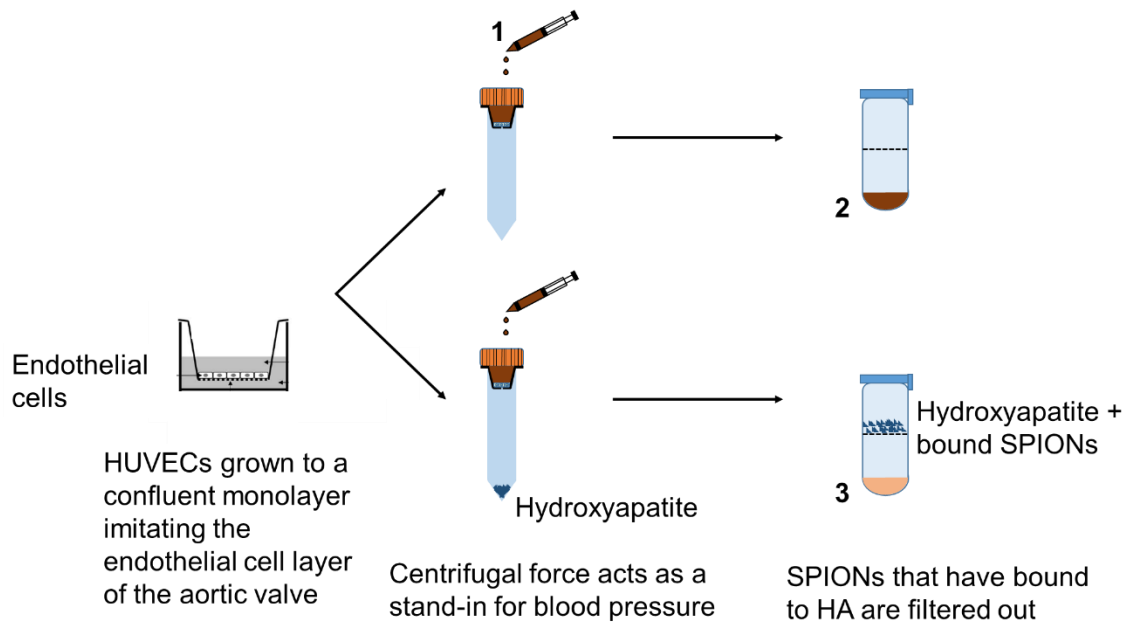 1
2
Endothelial
cells
HUVECs grown to a
confluent monolayer
imitating the
endothelial cell layer
of the aortic valve
Hydroxyapatite
Centrifugal force acts as a
stand-in for blood pressure
Hydroxyapatite +
bound SPIONs
3
SPIONs that have bound
to HA are filtered out